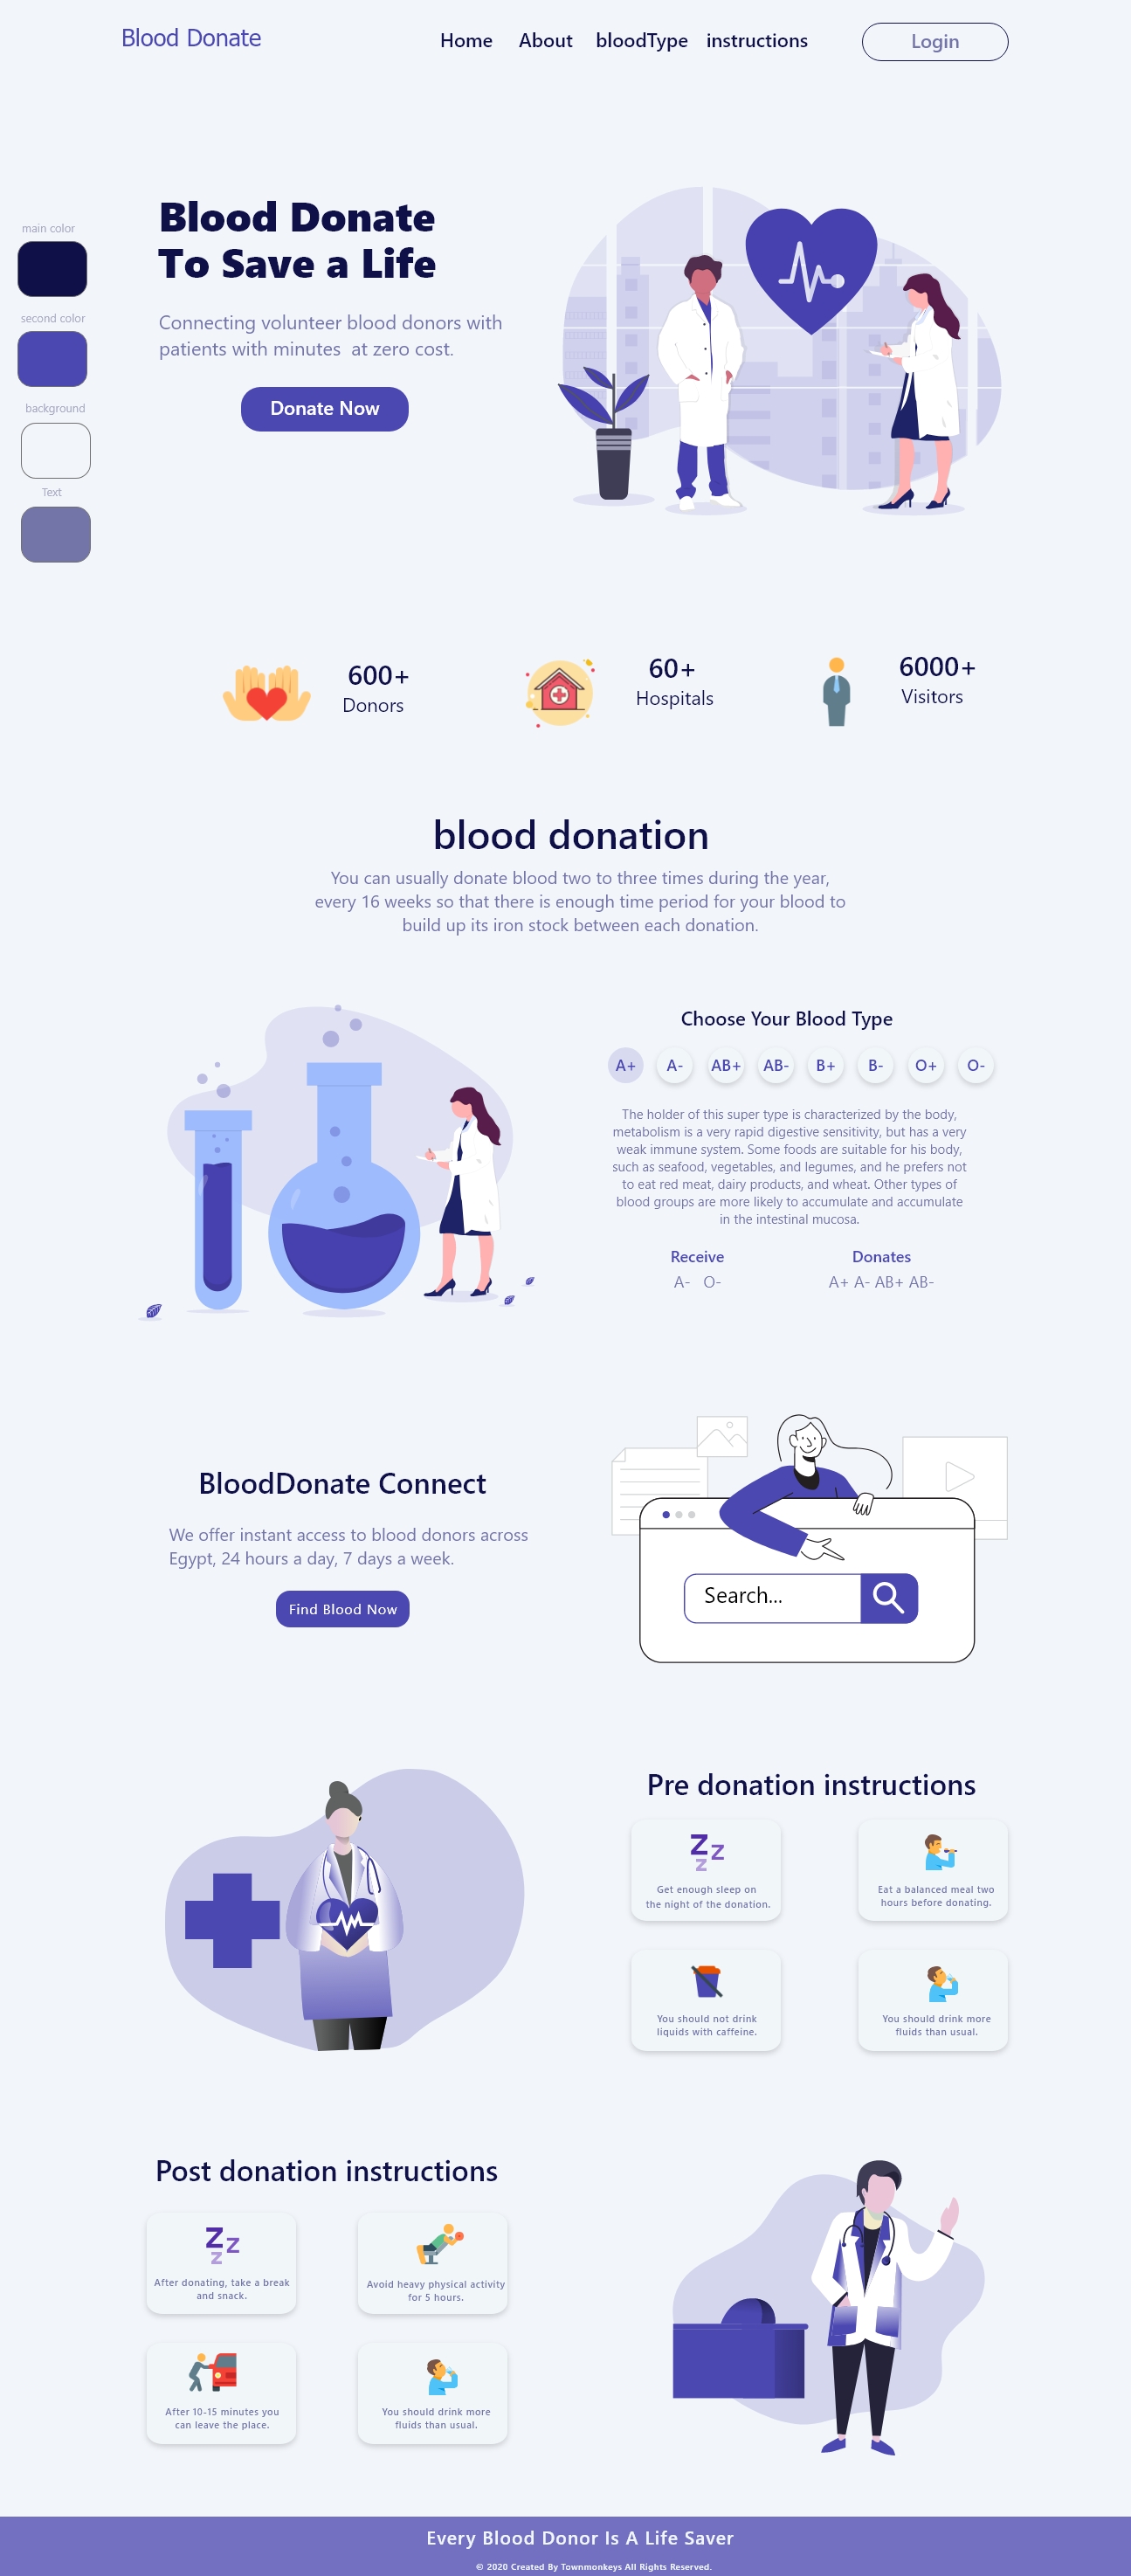 Blood Donate
Home About bloodType instructions Login
main color
second color
background
Text
Blood Donate
To Save a Life
Connecting volunteer blood donors with
patients with minutes at zero cost.
Donate Now
600+
Donors
60+
Hospitals
6000+
Visitors
blood donation
You can usually donate blood two to three times during the year,
every 16 weeks so that there is enough time period for your blood to
build up its iron stock between each donation.
Choose Your Blood Type
A+ A- AB+ AB- B+ B- O+ O-
The holder of this super type is characterized by the body,
metabolism is a very rapid digestive sensitivity, but has a very
weak immune system. Some foods are suitable for his body,
such as seafood, vegetables, and legumes, and he prefers not
to eat red meat, dairy products, and wheat. Other types of
blood groups are more likely to accumulate and accumulate
in the intestinal mucosa.
Receive
A- O-
Donates
A+ A- AB+ AB-
BloodDonate Connect
We offer instant access to blood donors across
Egypt, 24 hours a day, 7 days a week.
Find Blood Now
Search...
Pre donation instructions
Z Z Z
Get enough sleep on
the night of the donation.
Eat a balanced meal two
hours before donating.
You should not drink
liquids with caffeine.
You should drink more
fluids than usual.
Post donation instructions
Z Z Z
After donating, take a break
and snack.
Avoid heavy physical activity
for 5 hours.
After 10-15 minutes you
can leave the place.
You should drink more
fluids than usual.
Every Blood Donor Is A Life Saver
© 2020 Created By Townmonkeys All Rights Reserved.